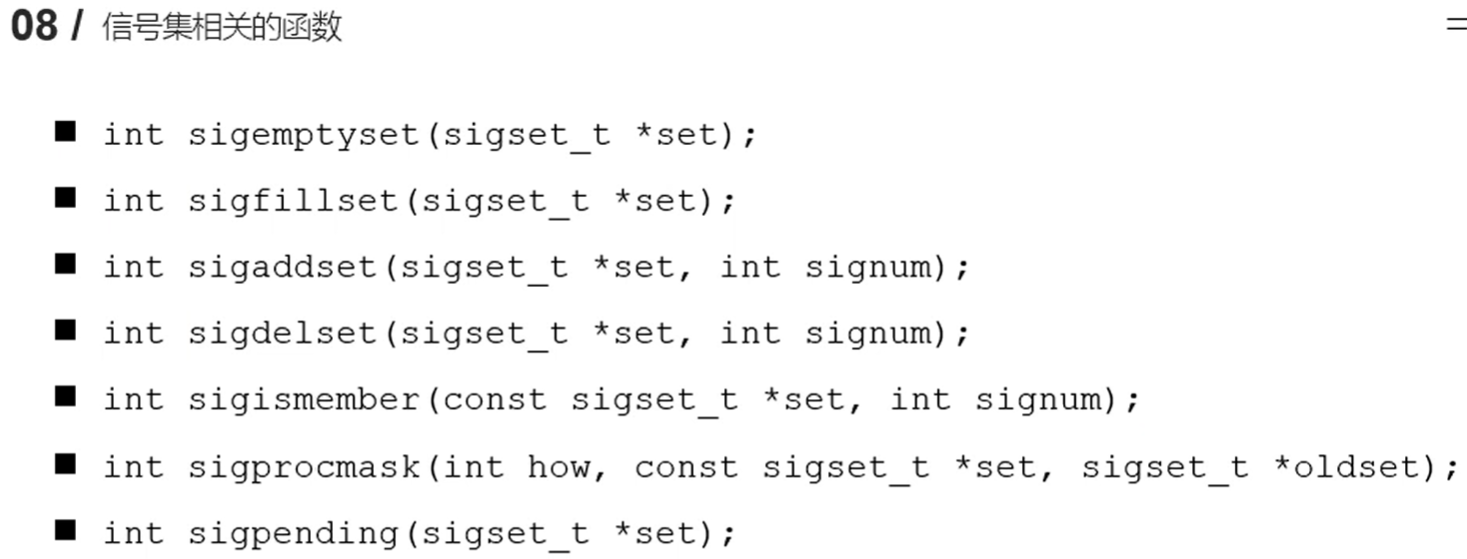 08 / 信号集相关的函数
int sigemptyset(sigset_t *set);
int sigfillset(sigset_t *set);
int sigaddset(sigset_t *set, int signum);
int sigdelset(sigset_t *set, int signum);
int sigismember(const sigset_t *set, int signum);
int sigprocmask(int how, const sigset_t *set, sigset_t *oldset);
int sigpending(sigset_t *set);